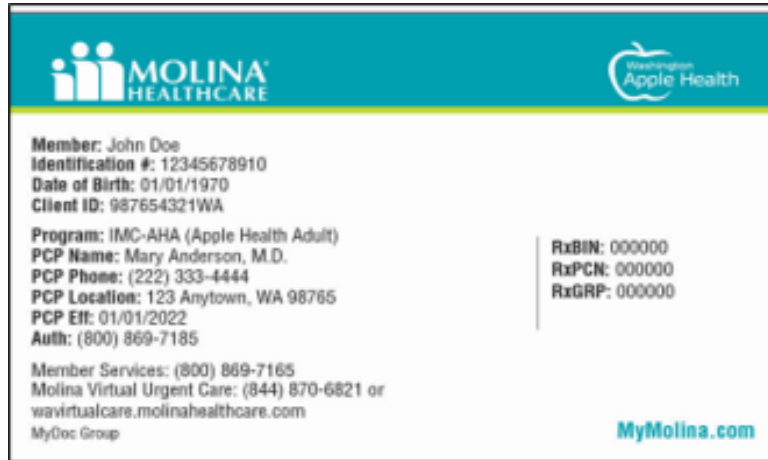 MOLINA®
HEALTHCARE
Washington
Apple Health
Member: John Doe
Identification #: 12345678910
Date of Birth: 01/01/1970
Client ID: 987654321WA
Program: IMC-AHA (Apple Health Adult)
PCP Name: Mary Anderson, M.D.
PCP Phone: (222) 333-4444
PCP Location: 123 Anytown, WA 98765
PCP Eff: 01/01/2022
Auth: (800) 869-7185
RxBIN: 000000
RxPCN: 000000
RxGRP: 000000
Member Services: (800) 869-7165
Molina Virtual Urgent Care: (844) 870-6821 or
wavirtualcare.molinahealthcare.com
MyDoc Group
MyMolina.com